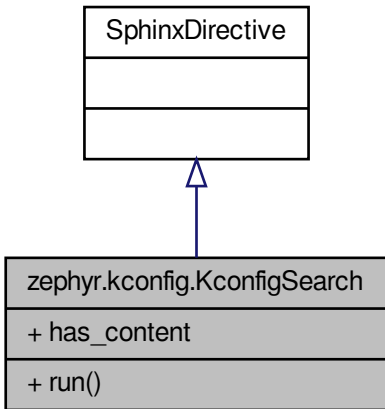 SphinxDirective
zephyr.kconfig.KconfigSearch
+ has_content
+ run()